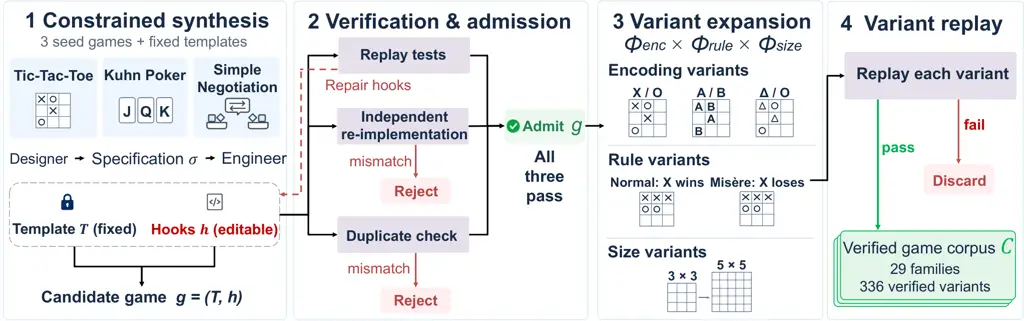 1 Constrained synthesis
3 seed games + fixed templates
Tic-Tac-Toe
X O
X
O
Kuhn Poker
J Q K
Simple
Negotiation
Designer → Specification σ → Engineer
</>
Template T (fixed)
Hooks h (editable)
Candidate game g = (T, h)
2 Verification & admission
Replay tests
Repair hooks
Independent
re-implementation
mismatch
Reject
Duplicate check
mismatch
Reject
Admit g
All
three
pass
3 Variant expansion
Φenc × Φrule × Φsize
Encoding variants
X / O
X O
X
O
A / B
A B
A
B
Δ / O
Δ O
Δ
O
Rule variants
Normal: X wins
X X X
O O
Misère: X loses
X X X
O O
Size variants
3 × 3
→
5 × 5
4 Variant replay
Replay each variant
pass
fail
Discard
Verified game corpus C
29 families
336 verified variants